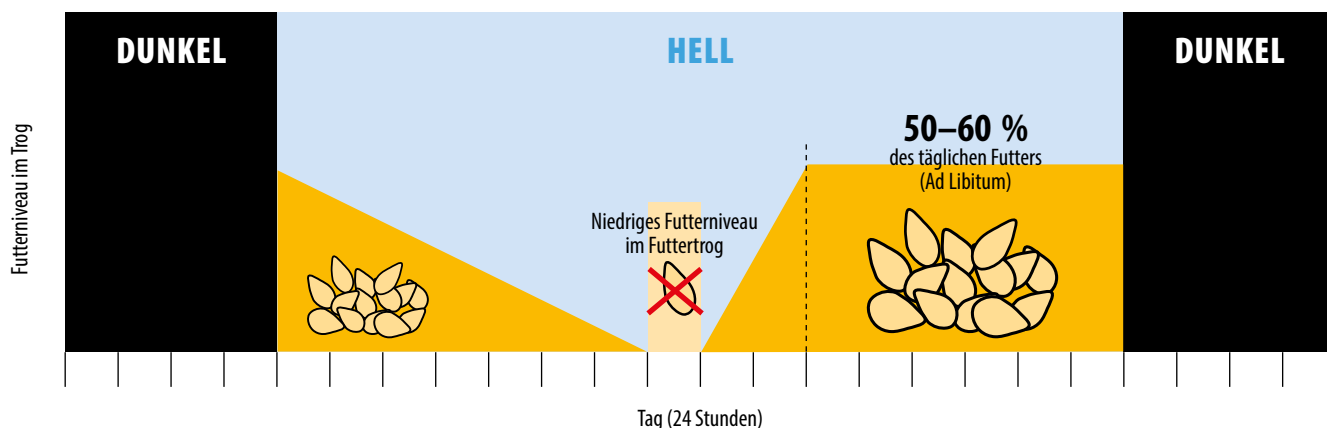 DUNKEL
HELL
DUNKEL
Futterniveau im Trog
50–60 %
des täglichen Futters
(Ad Libitum)
Niedriges Futterniveau
im Futtertrog
Tag (24 Stunden)